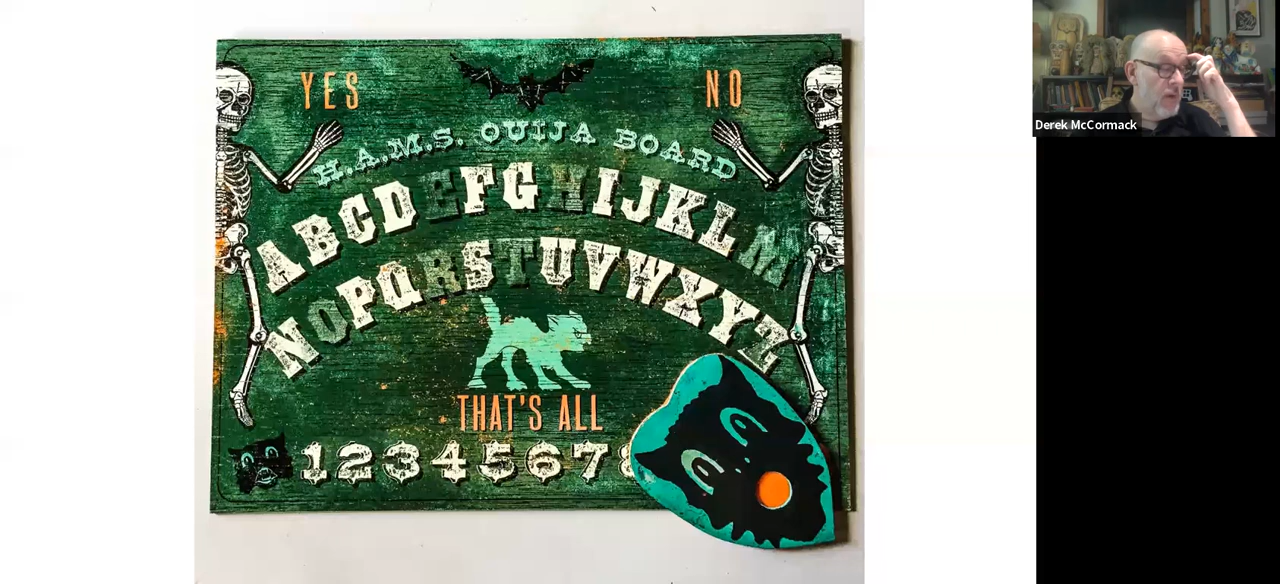 YES
NO
Derek McCormack
H.A.M.S. OUIJA BOARD
ABCDEFGHIJKLM
NOPQRSTUVWXYZ
THAT'S ALL
12345678